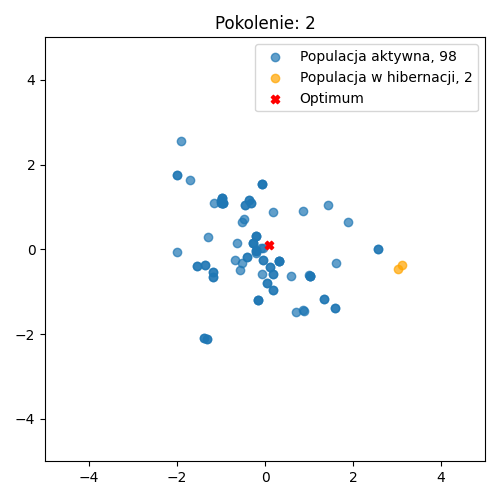 Pokolenie: 2
Populacja aktywna, 98
Populacja w hibernacji, 2
Optimum
4
2
0
−2
−4
−4 −2 0 2 4